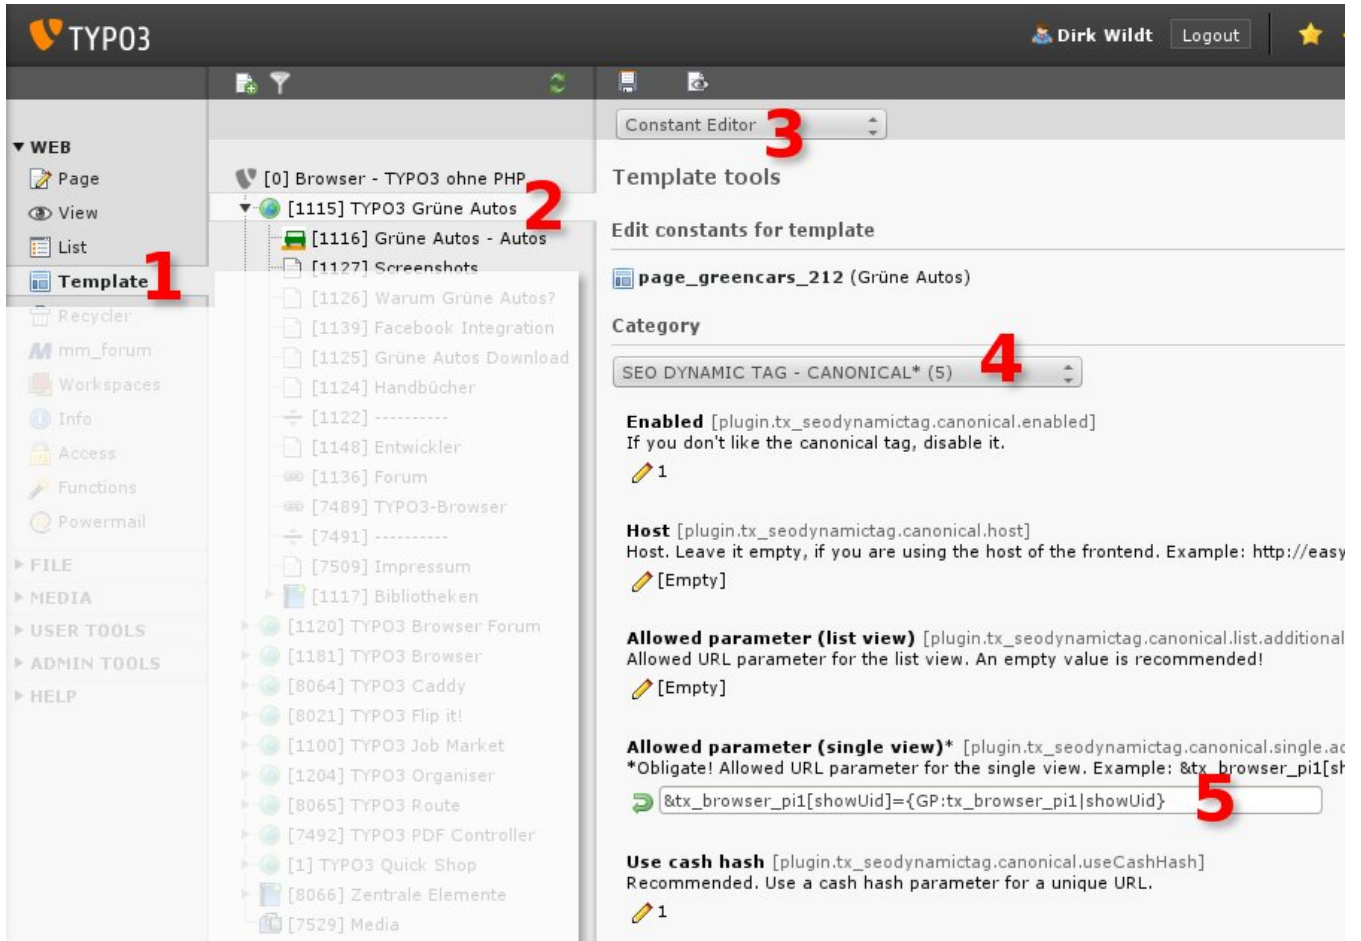 TYPO3
Dirk Wildt
Logout
WEB
Page
View
List
Template
1
Recycler
mm_forum
Workspaces
Info
Access
Functions
Powermail
FILE
MEDIA
USER TOOLS
ADMIN TOOLS
HELP
[0] Browser - TYPO3 ohne PHP
2
[1115] TYPO3 Grüne Autos
[1116] Grüne Autos - Autos
[1127] Screenshots
[1126] Warum Grüne Autos?
[1139] Facebook Integration
[1125] Grüne Autos Download
[1124] Handbücher
[1122] ----------
[1148] Entwickler
[1136] Forum
[7489] TYPO3-Browser
[7491] ----------
[7509] Impressum
[1117] Bibliotheken
[1120] TYPO3 Browser Forum
[1181] TYPO3 Browser
[8064] TYPO3 Caddy
[8021] TYPO3 Flip it!
[1100] TYPO3 Job Market
[1204] TYPO3 Organiser
[8065] TYPO3 Route
[7492] TYPO3 PDF Controller
[1] TYPO3 Quick Shop
[8066] Zentrale Elemente
[7529] Media
Constant Editor
3
Template tools
Edit constants for template
page_greencars_212 (Grüne Autos)
Category
SEO DYNAMIC TAG - CANONICAL* (5)
4
Enabled [plugin.tx_seodynamictag.canonical.enabled]
If you don't like the canonical tag, disable it.
1
Host [plugin.tx_seodynamictag.canonical.host]
Host. Leave it empty, if you are using the host of the frontend. Example: http://easy
[Empty]
Allowed parameter (list view) [plugin.tx_seodynamictag.canonical.list.additional
Allowed URL parameter for the list view. An empty value is recommended!
[Empty]
Allowed parameter (single view)* [plugin.tx_seodynamictag.canonical.single.ac
*Obligate! Allowed URL parameter for the single view. Example: &tx_browser_pi1[sh
&tx_browser_pi1[showUid]={GP:tx_browser_pi1|showUid}
5
Use cash hash [plugin.tx_seodynamictag.canonical.useCashHash]
Recommended. Use a cash hash parameter for a unique URL.
1